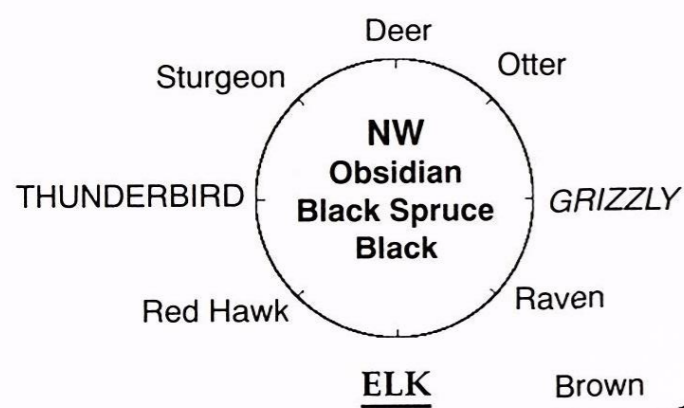 Deer
Sturgeon Otter
NW
Obsidian
THUNDERBIRD Black Spruce GRIZZLY
Black
Red Hawk Raven
ELK Brown